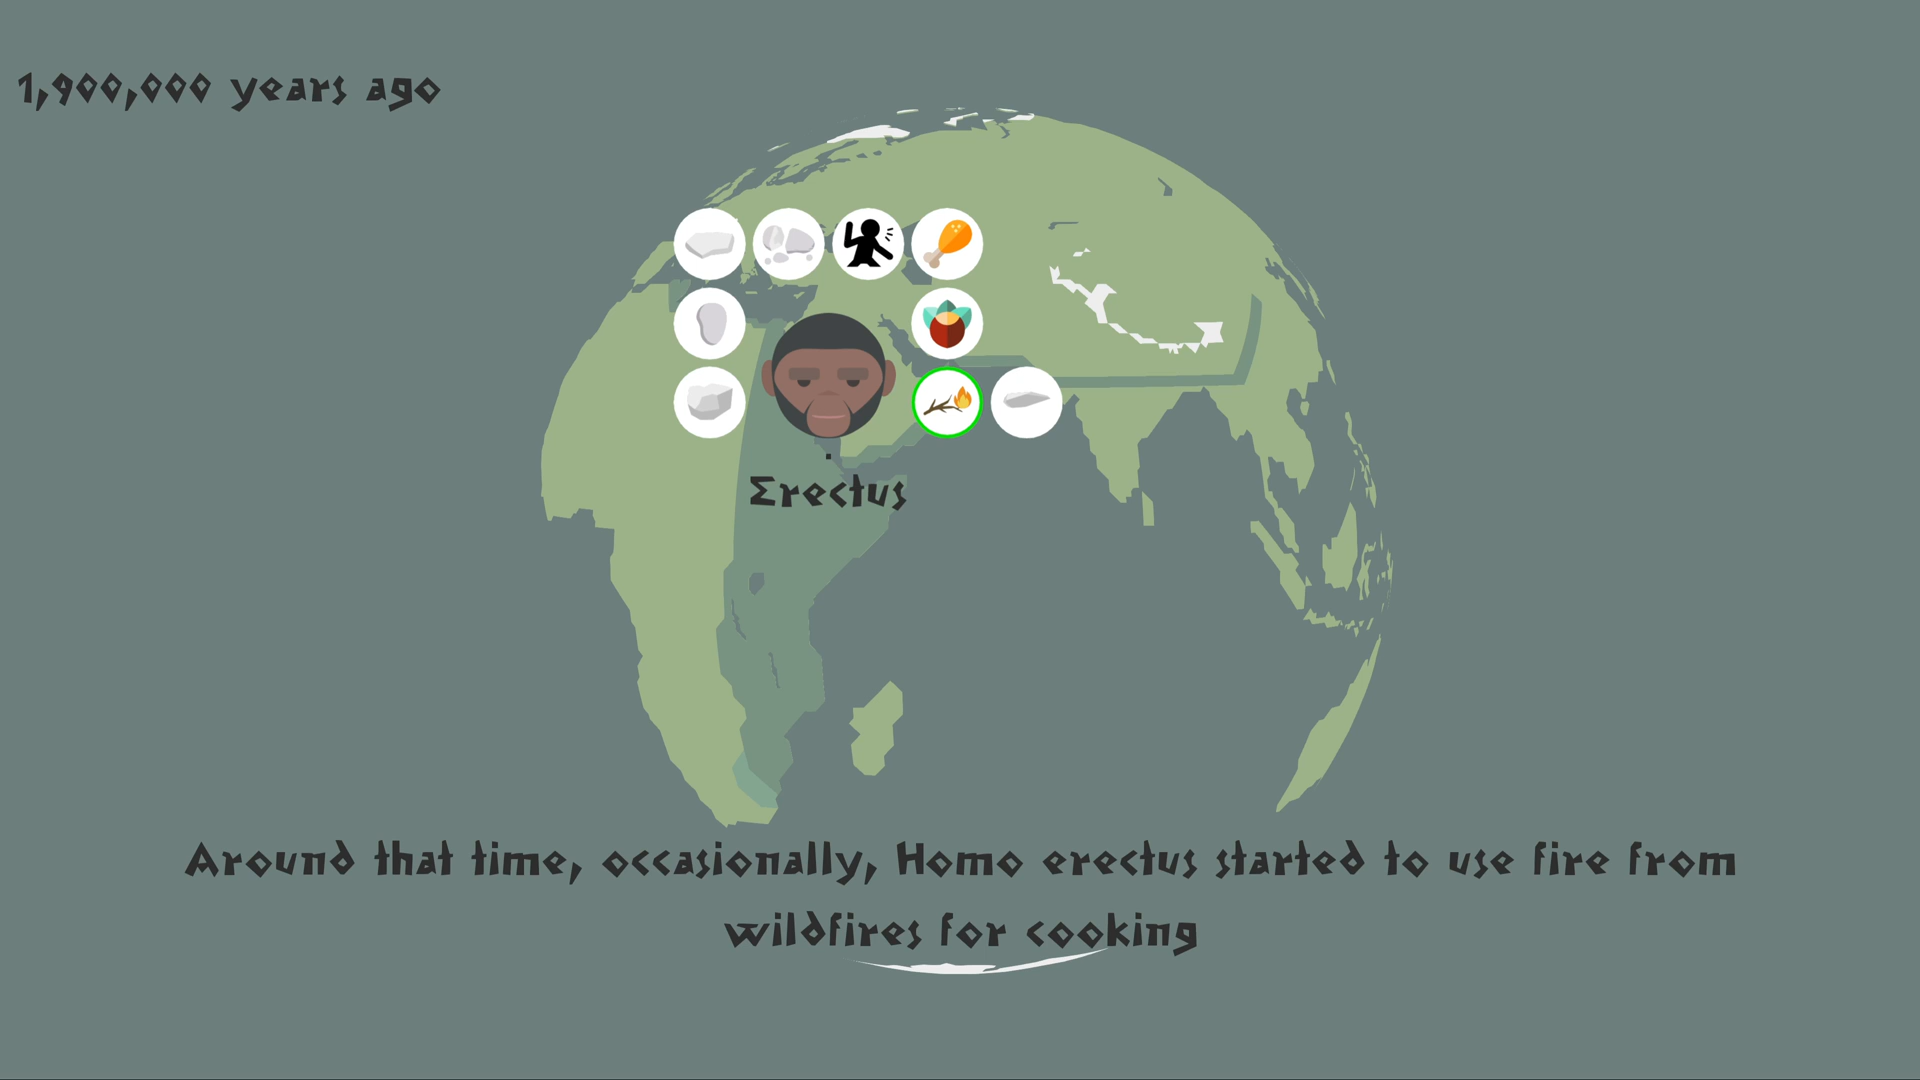 1,900,000 years ago
Erectus
Around that time, occasionally, Homo erectus started to use fire from
wildfires for cooking